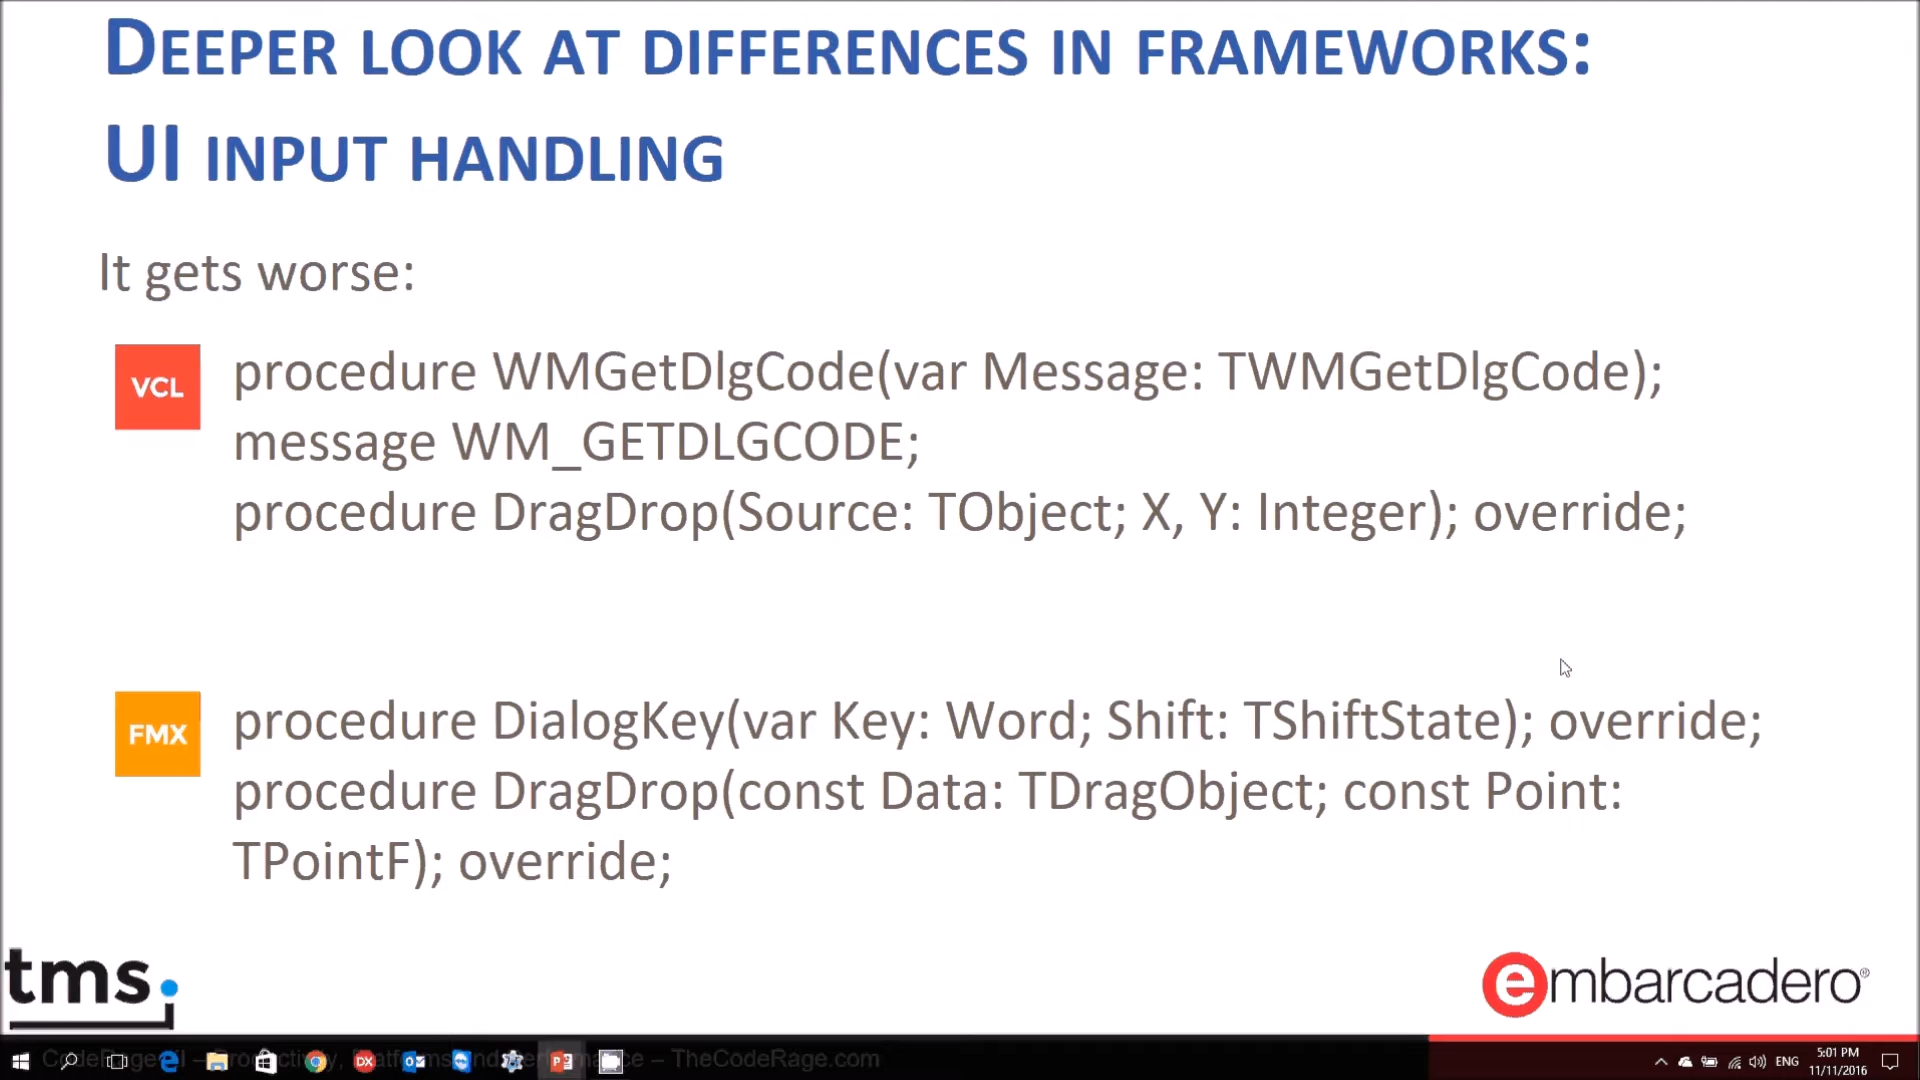 DEEPER LOOK AT DIFFERENCES IN FRAMEWORKS:
UI INPUT HANDLING
It gets worse:
VCL
procedure WMGetDlgCode(var Message: TWMGetDlgCode);
message WM_GETDLGCODE;
procedure DragDrop(Source: TObject; X, Y: Integer); override;
FMX
procedure DialogKey(var Key: Word; Shift: TShiftState); override;
procedure DragDrop(const Data: TDragObject; const Point:
TPointF); override;
tms
embarcadero®
– TheCodeRage.com
DX
ENG
5:01 PM
11/11/2016